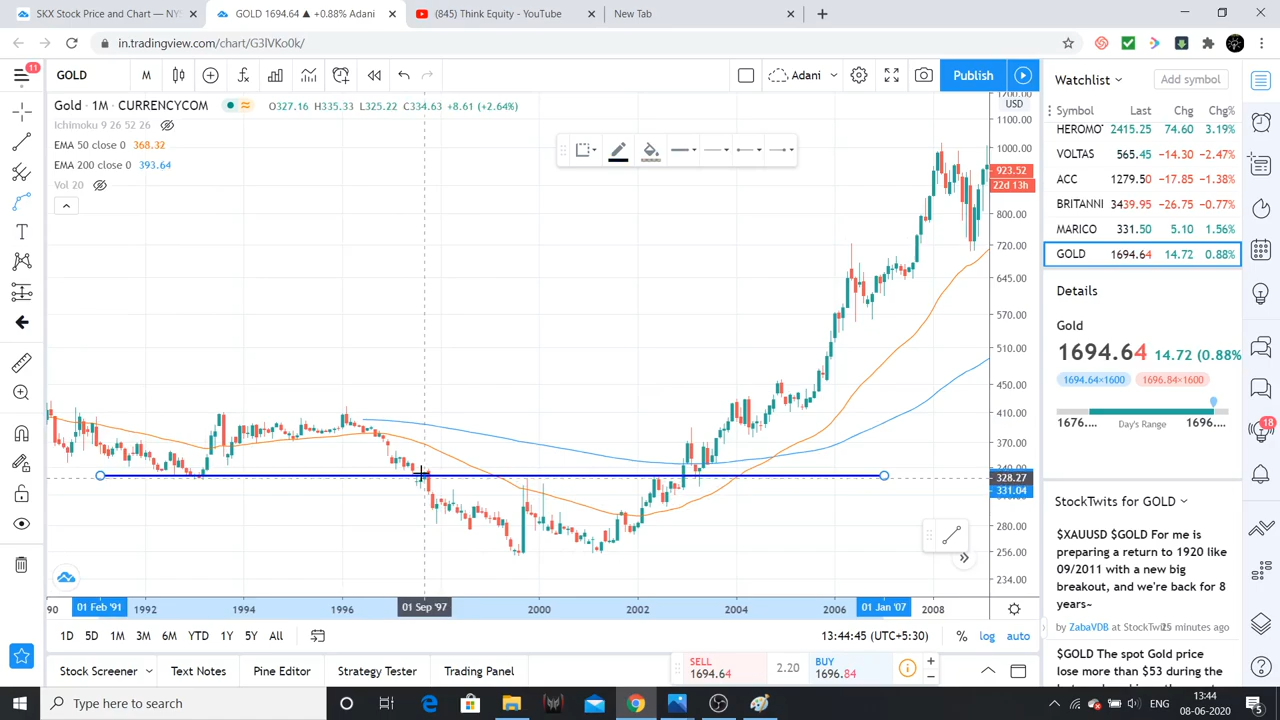 SKX Stock Price and Chart — NYS
GOLD 1694.64 ▲ +0.88% Adani
(845) Think Equity - YouTube
New Tab
in.tradingview.com/chart/G3lVKo0k/
11
GOLD
M
Adani
Publish
Watchlist
Add symbol
Gold · 1M · CURRENCYCOM
O327.16 H335.33 L325.22 C334.63 +8.61 (+2.64%)
Ichimoku 9 26 52 26
EMA 50 close 0 368.32
EMA 200 close 0 393.64
Vol 20
USD
1100.00
1000.00
923.52
22d 13h
800.00
720.00
645.00
570.00
510.00
450.00
410.00
370.00
328.27
331.04
280.00
256.00
234.00
Symbol Last Chg Chg%
2415.25 74.60 3.19%
VOLTAS 565.45 -14.30 -2.47%
ACC 1279.50 -17.85 -1.38%
BRITANNI 3439.95 -26.75 -0.77%
MARICO 331.50 5.10 1.56%
GOLD 1694.64 14.72 0.88%
Details
Gold
1694.64 14.72 (0.88%
1694.64×1600 1696.84×1600
1676.... Day's Range 1696....
18
StockTwits for GOLD
$XAUUSD $GOLD For me is
preparing a return to 1920 like
09/2011 with a new big
breakout, and we're back for 8
years~
by ZabaVDB at StockTwits 25 minutes ago
$GOLD The spot Gold price
lose more than $53 during the
90 01 Feb '91 1992 1994 1996 01 Sep '97 2000 2002 2004 2006 01 Jan '07 2008
1D 5D 1M 3M 6M YTD 1Y 5Y All
13:44:45 (UTC+5:30) % log auto
Stock Screener Text Notes Pine Editor Strategy Tester Trading Panel
SELL
1694.64
2.20
BUY
1696.84
Type here to search
ENG
13:44
08-06-2020
5